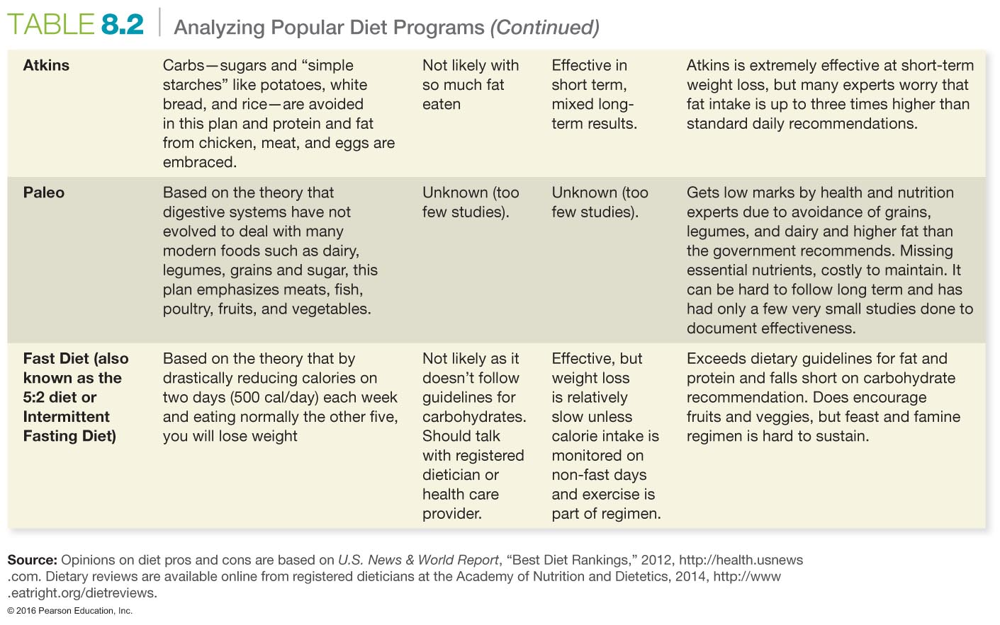 TABLE 8.2 Analyzing Popular Diet Programs (Continued)
Atkins
Carbs—sugars and “simple
starches” like potatoes, white
bread, and rice—are avoided
in this plan and protein and fat
from chicken, meat, and eggs are
embraced.
Not likely with
so much fat
eaten
Effective in
short term,
mixed long-
term results.
Atkins is extremely effective at short-term
weight loss, but many experts worry that
fat intake is up to three times higher than
standard daily recommendations.
Paleo
Based on the theory that
digestive systems have not
evolved to deal with many
modern foods such as dairy,
legumes, grains and sugar, this
plan emphasizes meats, fish,
poultry, fruits, and vegetables.
Unknown (too
few studies).
Unknown (too
few studies).
Gets low marks by health and nutrition
experts due to avoidance of grains,
legumes, and dairy and higher fat than
the government recommends. Missing
essential nutrients, costly to maintain. It
can be hard to follow long term and has
had only a few very small studies done to
document effectiveness.
Fast Diet (also
known as the
5:2 diet or
Intermittent
Fasting Diet)
Based on the theory that by
drastically reducing calories on
two days (500 cal/day) each week
and eating normally the other five,
you will lose weight
Not likely as it
doesn’t follow
guidelines for
carbohydrates.
Should talk
with registered
dietician or
health care
provider.
Effective, but
weight loss
is relatively
slow unless
calorie intake is
monitored on
non-fast days
and exercise is
part of regimen.
Exceeds dietary guidelines for fat and
protein and falls short on carbohydrate
recommendation. Does encourage
fruits and veggies, but feast and famine
regimen is hard to sustain.
Source: Opinions on diet pros and cons are based on U.S. News & World Report, “Best Diet Rankings,” 2012, http://health.usnews
.com. Dietary reviews are available online from registered dieticians at the Academy of Nutrition and Dietetics, 2014, http://www
.eatright.org/dietreviews.
© 2016 Pearson Education, Inc.